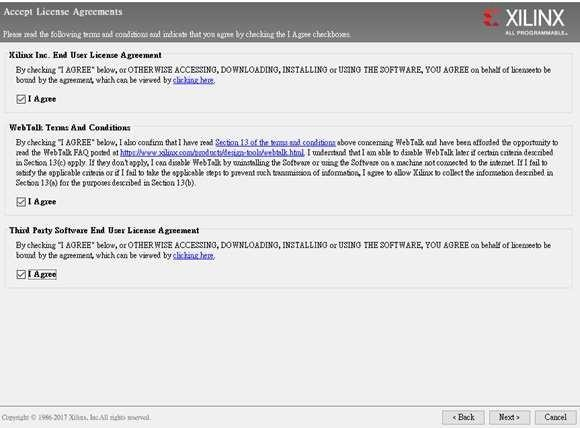 Accept License Agreements
XILINX
ALL PROGRAMMABLE™
Please read the following terms and conditions and indicate that you agree by checking the I Agree checkboxes.
Xilinx Inc. End User License Agreement
By checking "I AGREE" below, or OTHERWISE ACCESSING, DOWNLOADING, INSTALLING or USING THE SOFTWARE, YOU AGREE on behalf of licensee to
be bound by the agreement, which can be viewed by clicking here.
I Agree
WebTalk Terms And Conditions
By checking "I AGREE" below, I also confirm that I have read Section 13 of the terms and conditions above concerning WebTalk and have been afforded the opportunity to
read the WebTalk FAQ posted at https://www.xilinx.com/products/design-tools/webtalk.html. I understand that I am able to disable WebTalk later if certain criteria described
in Section 13(c) apply. If they don't apply, I can disable WebTalk by uninstalling the Software or using the Software on a machine not connected to the internet. If I fail to
satisfy the applicable criteria or if I fail to take the applicable steps to prevent such transmission of information, I agree to allow Xilinx to collect the information described in
Section 13(a) for the purposes described in Section 13(b).
I Agree
Third Party Software End User License Agreement
By checking "I AGREE" below, or OTHERWISE ACCESSING, DOWNLOADING, INSTALLING or USING THE SOFTWARE, YOU AGREE on behalf of licensee to
be bound by the agreement, which can be viewed by clicking here.
I Agree
Copyright © 1986-2017 Xilinx, Inc.All rights reserved.
< Back
Next >
Cancel